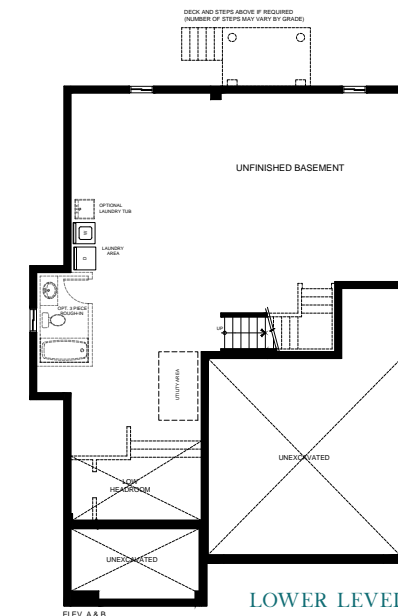 DECK AND STEPS ABOVE IF REQUIRED
(NUMBER OF STEPS MAY VARY BY GRADE)
UNFINISHED BASEMENT
OPTIONAL
LAUNDRY TUB
W
LAUNDRY
AREA
D
OPT. 3 PIECE
ROUGH-IN
UP
UTILITY AREA
UNEXCAVATED
LOW
HEADROOM
UNEXCAVATED
ELEV. A & B
LOWER LEVEL